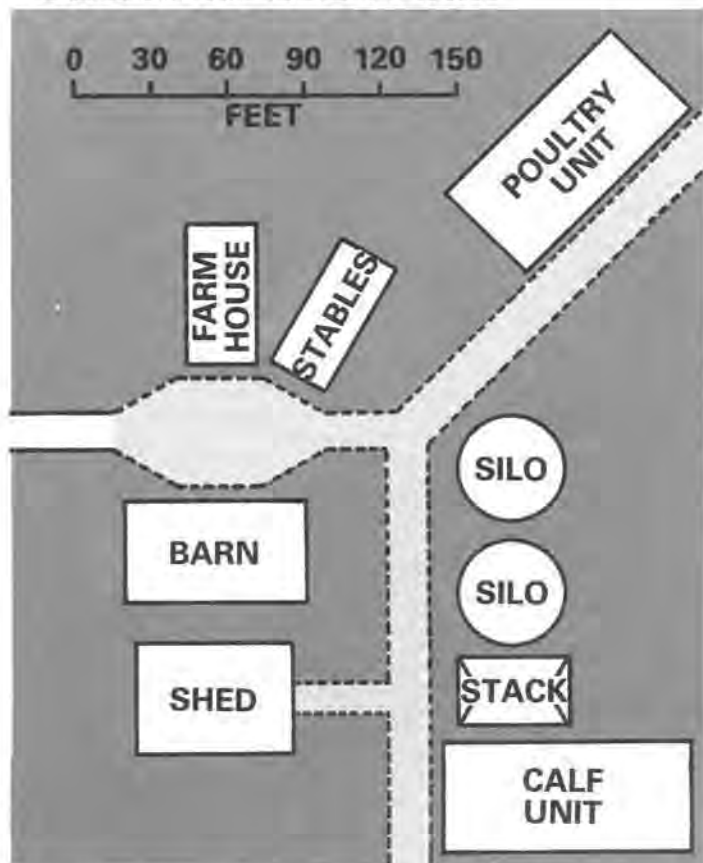 0 30 60 90 120 150
FEET
POULTRY
UNIT
FARM
HOUSE
STABLES
SILO
BARN
SILO
SHED
STACK
CALF
UNIT